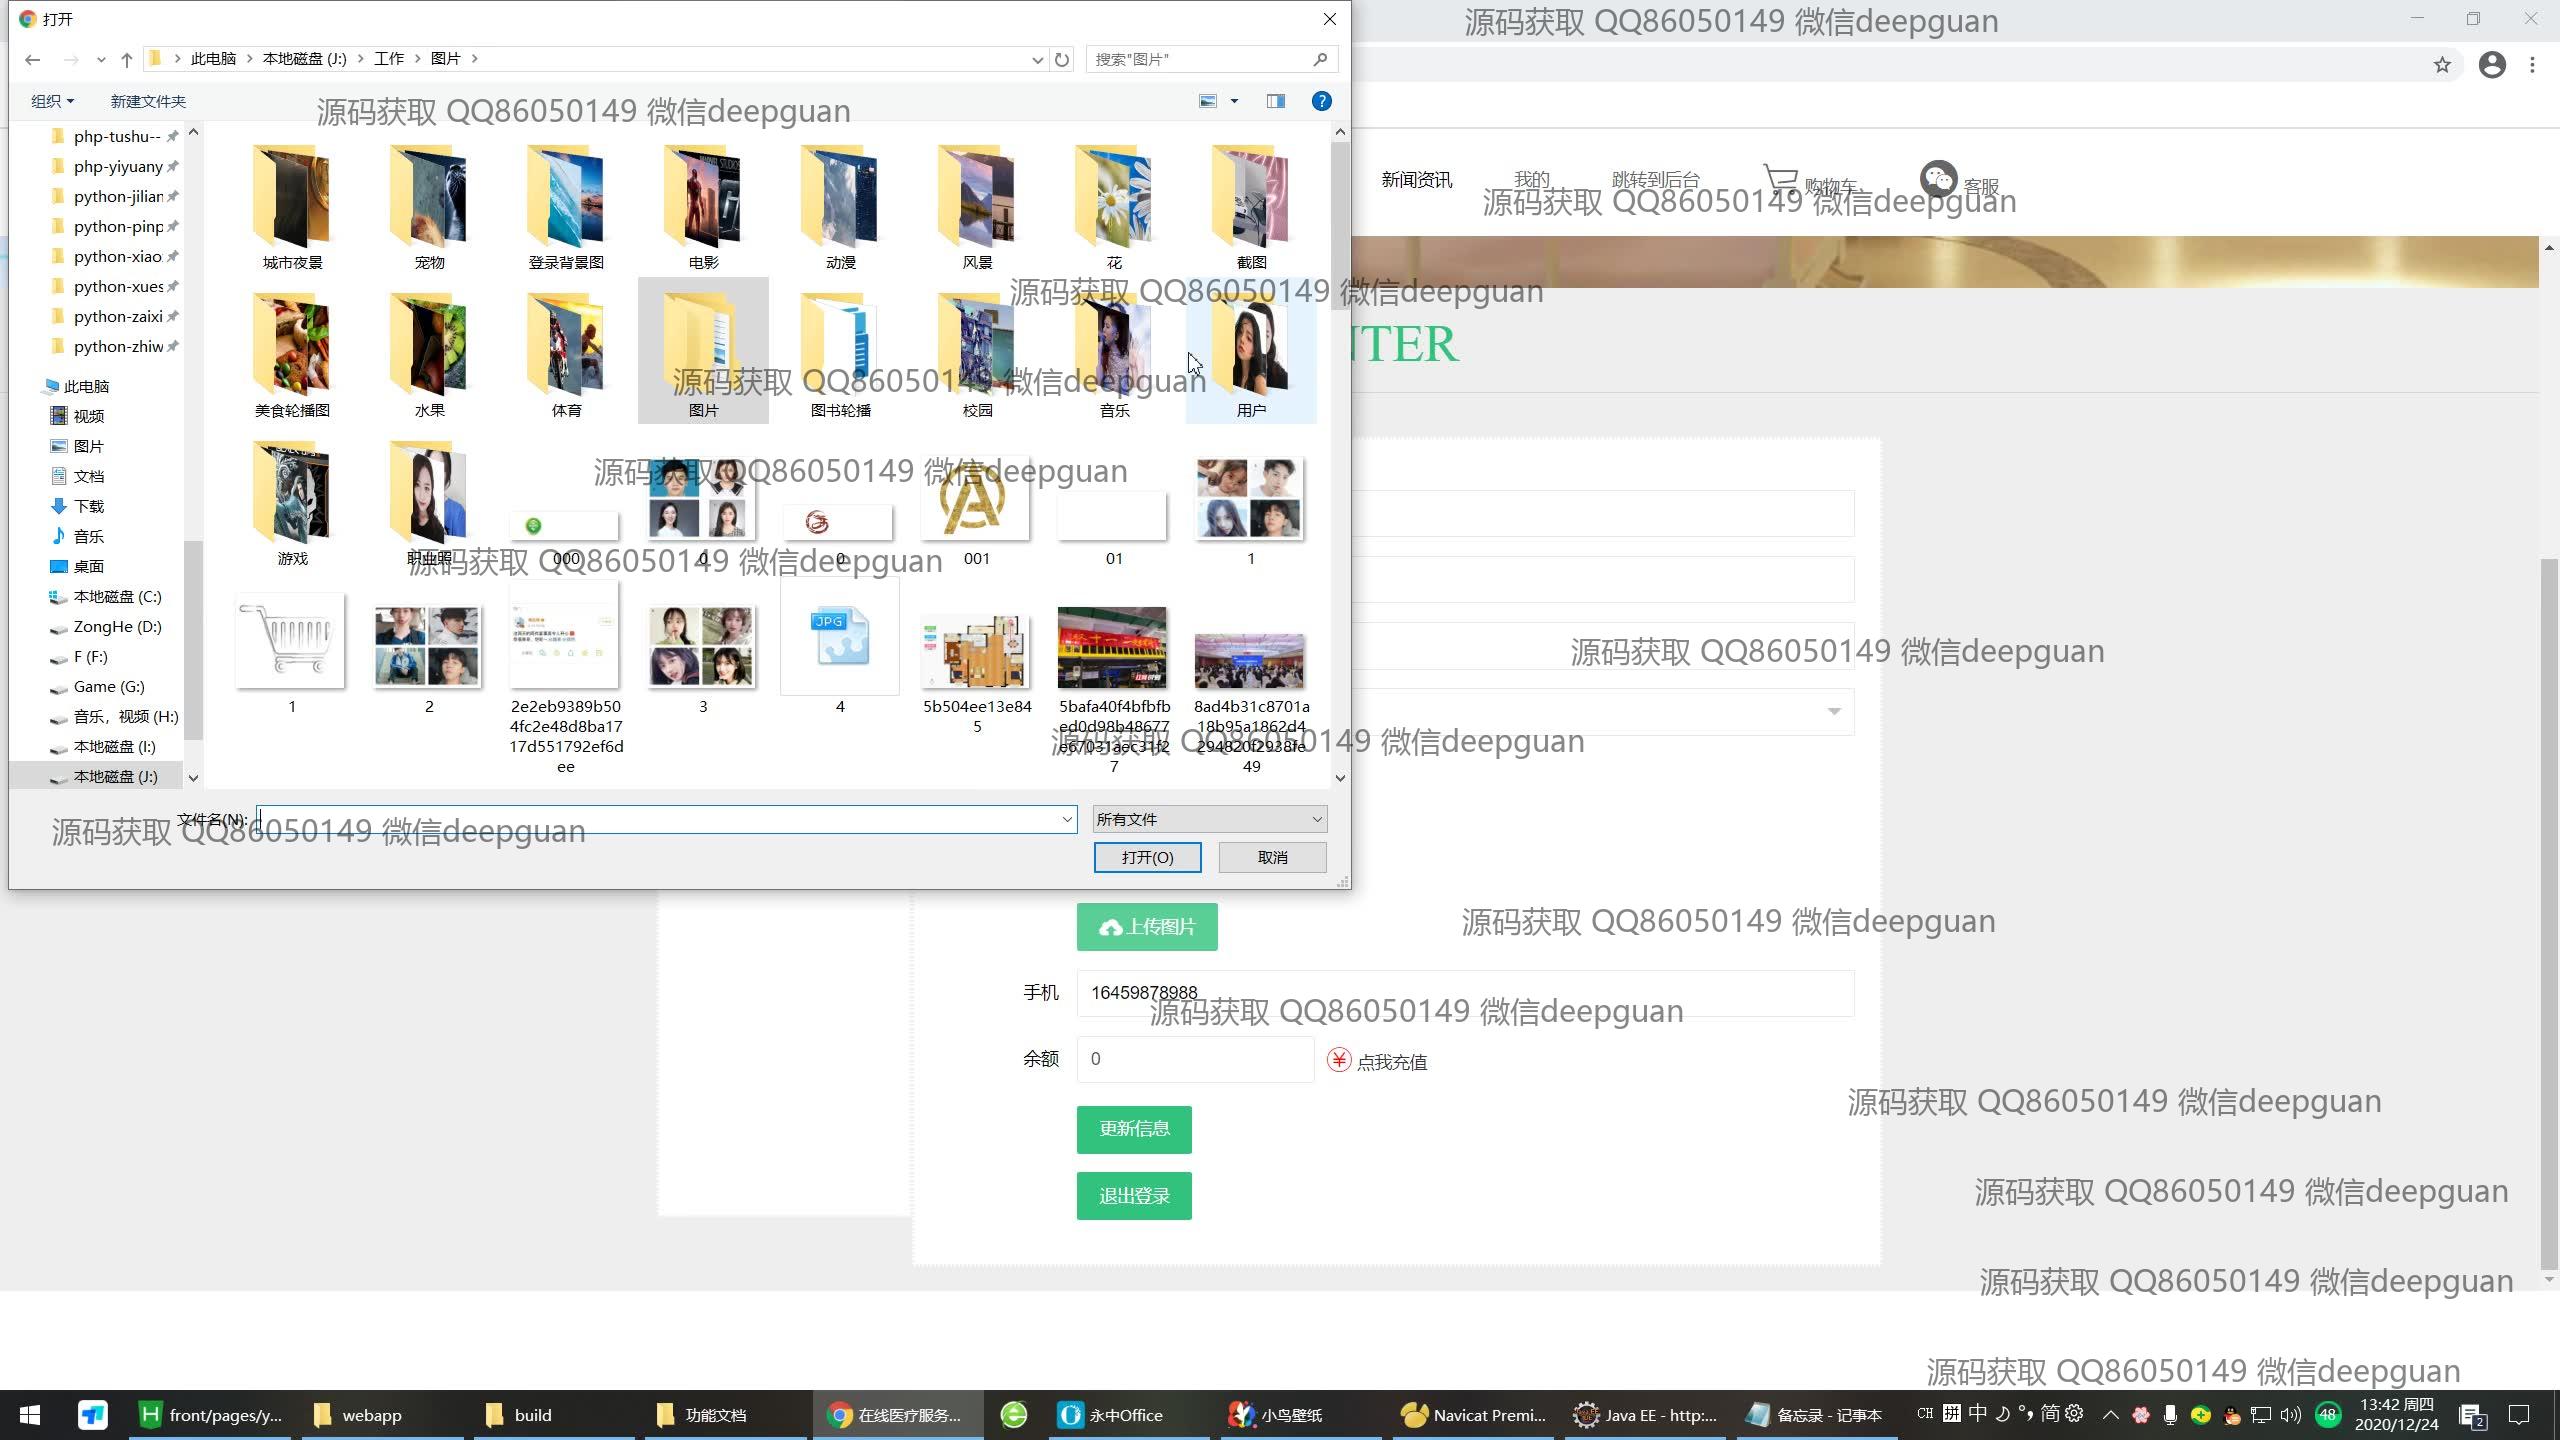 打开
源码获取 QQ86050149 微信deepguan
此电脑 本地磁盘 (J:) 工作 图片
搜索"图片"
组织 新建文件夹
源码获取 QQ86050149 微信deepguan
php-tushu--
php-yiyuany
python-jilian
python-pinp
python-xiao
python-xues
python-zaixi
python-zhiw
此电脑
视频
图片
文档
下载
音乐
桌面
本地磁盘 (C:)
ZongHe (D:)
F (F:)
Game (G:)
音乐，视频 (H:)
本地磁盘 (I:)
本地磁盘 (J:)
城市夜景 宠物 登录背景图 电影 动漫 风景 花 截图
新闻资讯 我的 跳转到后台 购物车 客服
源码获取 QQ86050149 微信deepguan
源码获取 QQ86050149 微信deepguan
NTER
源码获取 QQ86050149 微信deepguan
美食轮播图 水果 体育 图片 图书轮播 校园 音乐 用户
源码获取 QQ86050149 微信deepguan
游戏 职业照 000 0 0 001 01 1
源码获取 QQ86050149 微信deepguan
JPG
源码获取 QQ86050149 微信deepguan
1 2 2e2eb9389b50 3 4 5b504ee13e84 5bafa40f4bfbfb 8ad4b31c8701a
4fc2e48d8ba17 5 ed0d98b48677 18b95a1862d4
17d551792ef6d e67031aec31f2 294820f2938fe
ee 7 49
源码获取 QQ86050149 微信deepguan
文件名(N): 所有文件
源码获取 QQ86050149 微信deepguan
打开(O) 取消
上传图片
源码获取 QQ86050149 微信deepguan
手机 16459878988
源码获取 QQ86050149 微信deepguan
余额 0 点我充值
源码获取 QQ86050149 微信deepguan
更新信息
退出登录
源码获取 QQ86050149 微信deepguan
源码获取 QQ86050149 微信deepguan
源码获取 QQ86050149 微信deepguan
front/pages/y... webapp build 功能文档 在线医疗服务... 永中Office 小鸟壁纸 Navicat Premi... Java EE - http:... 备忘录 - 记事本 CH 拼 中 简 48 13:42 周四
2020/12/24 2